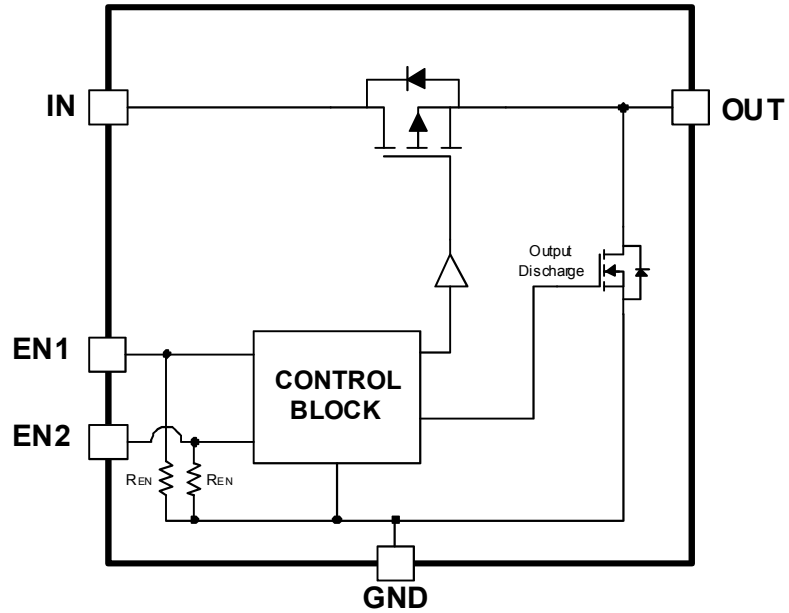 IN
OUT
Output
Discharge
EN1
CONTROL
BLOCK
EN2
REN
REN
GND